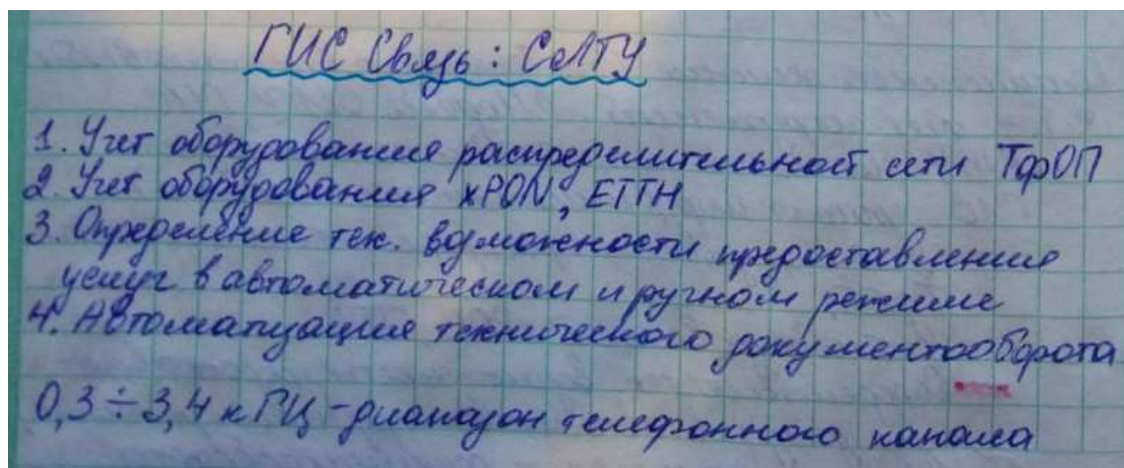 ГИС Связь: СеЛТУ
1. Учет оборудования распределительной сети ТфОП
2. Учет оборудования xPON, ETTH
3. Определение тех. возможности предоставления
услуг в автоматическом и ручном режиме
4. Автоматизация технического документооборота
0,3÷3,4 кГЦ - диапазон телефонного канала